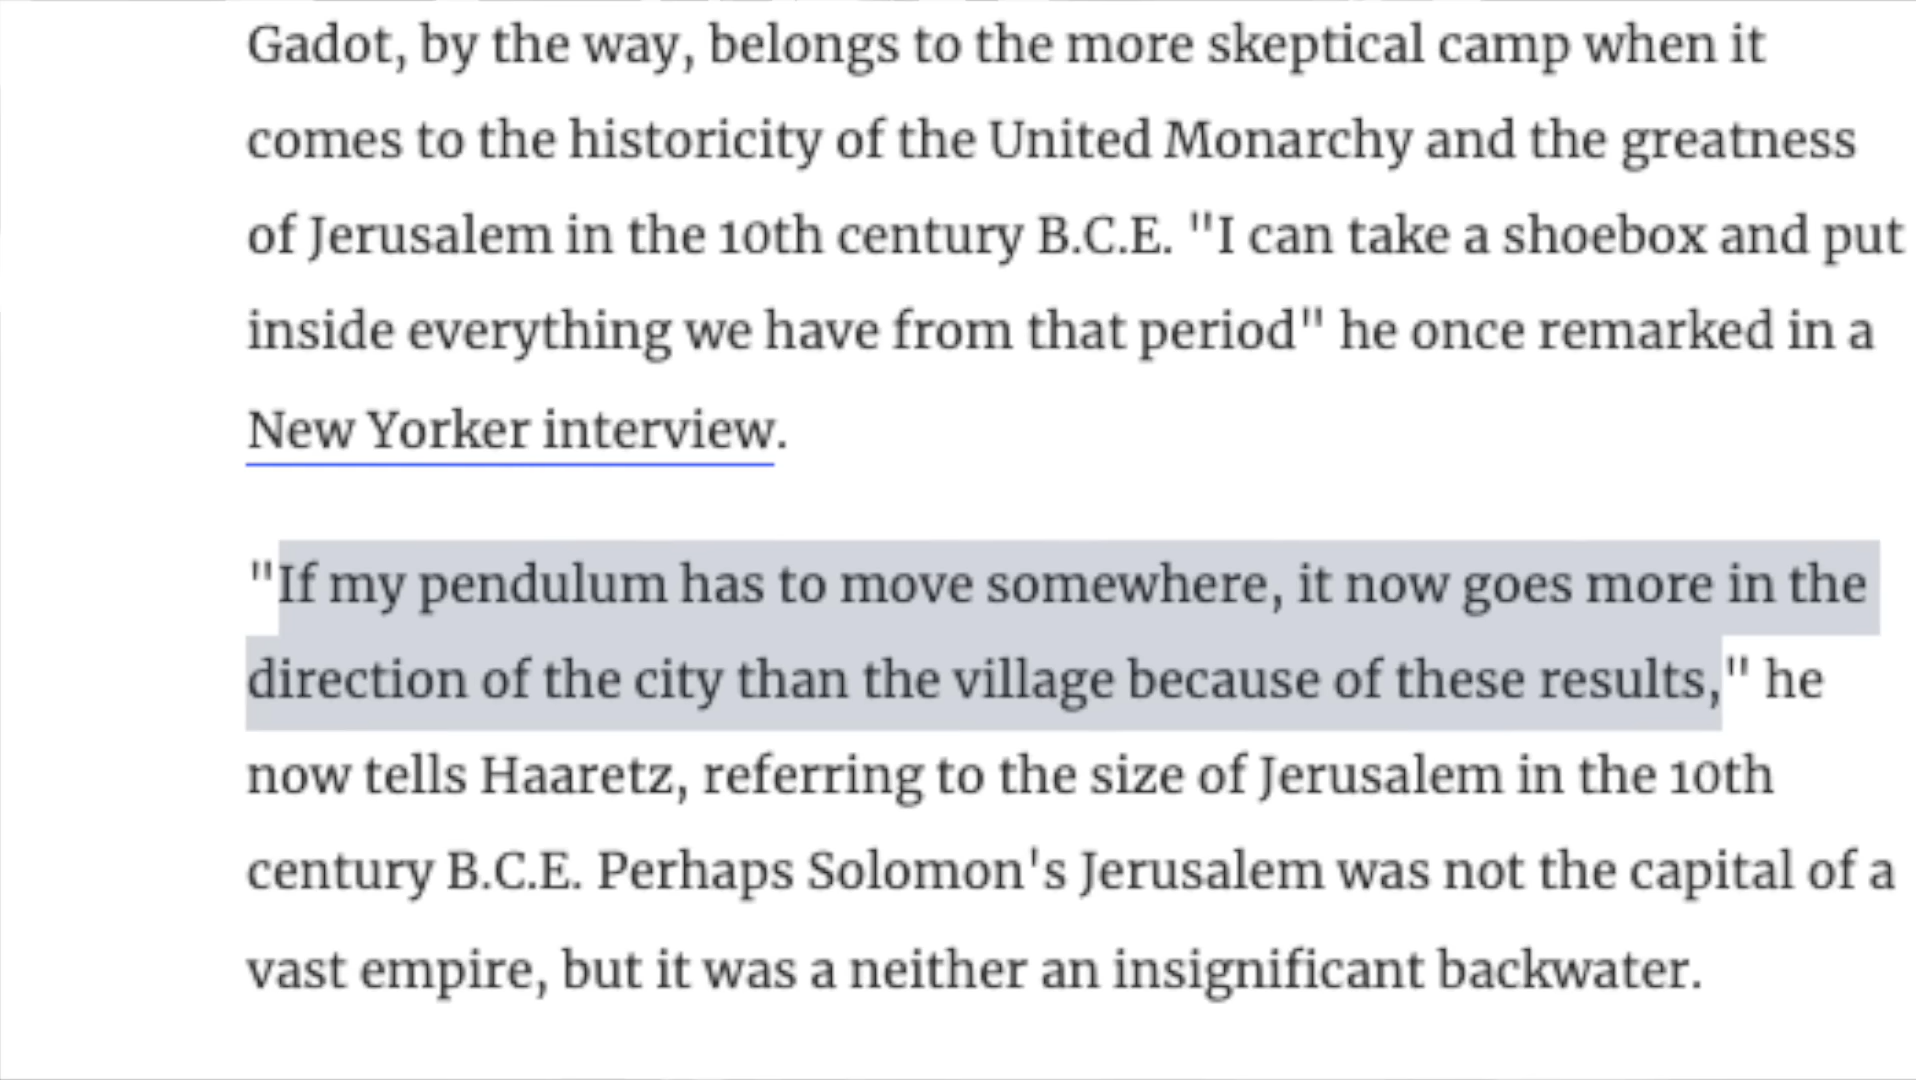 Gadot, by the way, belongs to the more skeptical camp when it
comes to the historicity of the United Monarchy and the greatness
of Jerusalem in the 10th century B.C.E. "I can take a shoebox and put
inside everything we have from that period" he once remarked in a
New Yorker interview.
"If my pendulum has to move somewhere, it now goes more in the
direction of the city than the village because of these results," he
now tells Haaretz, referring to the size of Jerusalem in the 10th
century B.C.E. Perhaps Solomon's Jerusalem was not the capital of a
vast empire, but it was a neither an insignificant backwater.